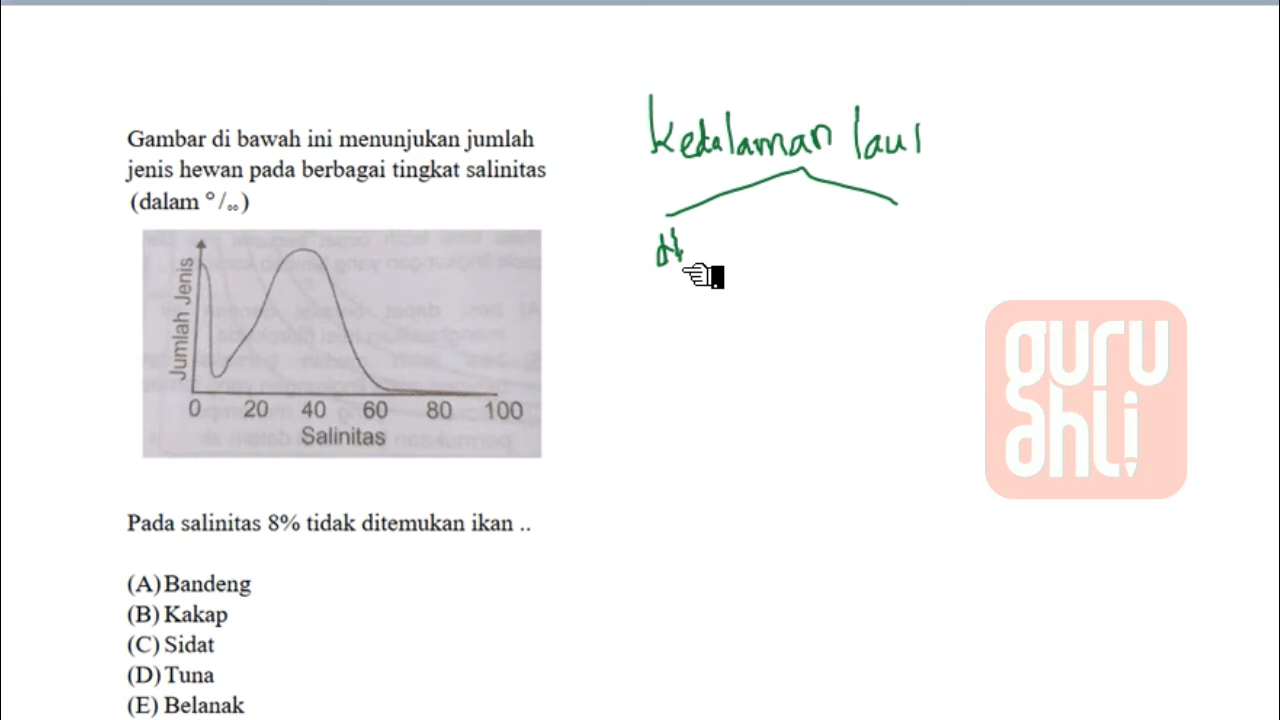 Gambar di bawah ini menunjukan jumlah
jenis hewan pada berbagai tingkat salinitas
(dalam °/∞)
Jumlah Jenis
0 20 40 60 80 100
Salinitas
Pada salinitas 8% tidak ditemukan ikan ..
(A) Bandeng
(B) Kakap
(C) Sidat
(D) Tuna
(E) Belanak
kedalaman laut
guru
ahli